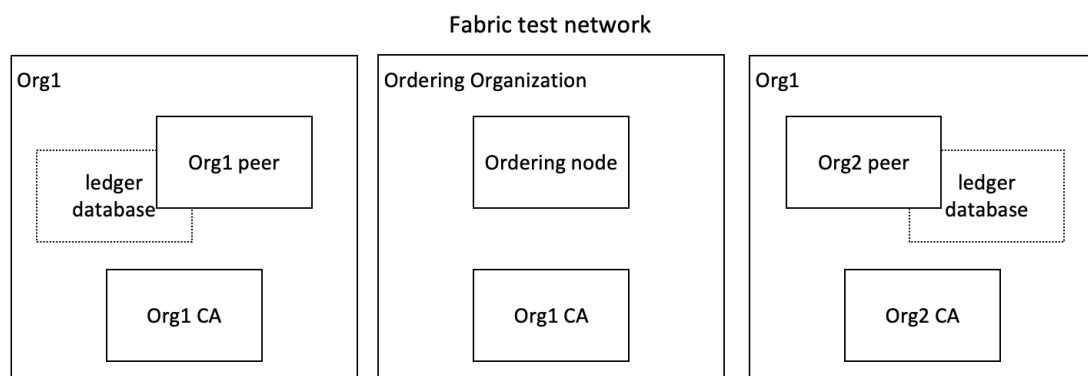 Fabric test network
Org1
Org1 peer
ledger
database
Org1 CA
Ordering Organization
Ordering node
Org1 CA
Org1
Org2 peer
ledger
database
Org2 CA